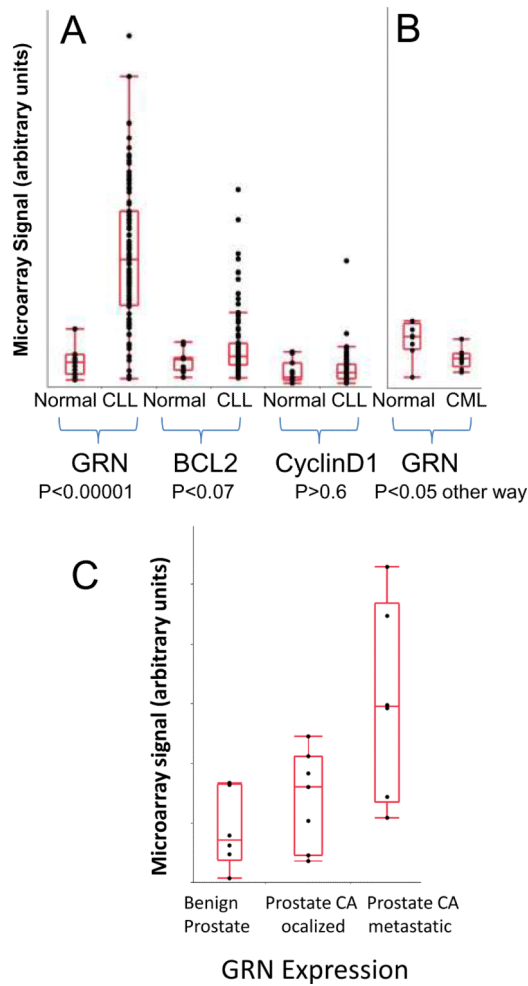 A
B
Microarray Signal (arbitrary units)
Normal CLL Normal CLL Normal CLL Normal CML
GRN BCL2 CyclinD1 GRN
P<0.00001 P<0.07 P>0.6 P<0.05 other way
C
Microarray signal (arbitrary units)
Benign Prostate CA Prostate CA
Prostate ocalized metastatic
GRN Expression